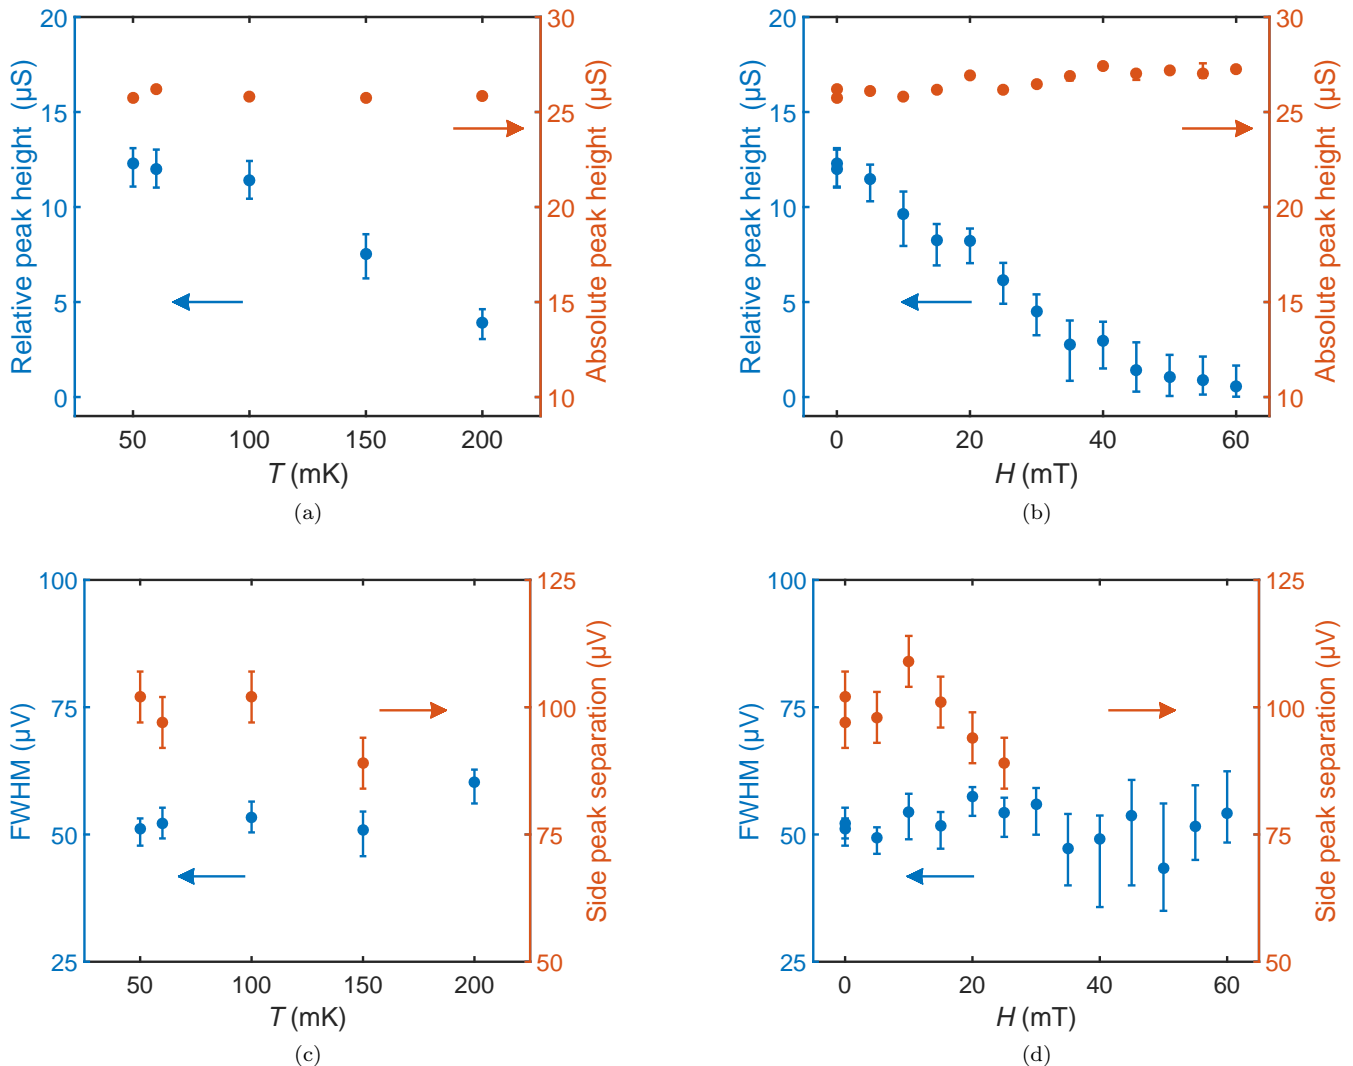 20
15
10
5
0
Relative peak height (μS)
30
25
20
15
10
Absolute peak height (μS)
50 100 150 200
T (mK)
(a)
20
15
10
5
0
Relative peak height (μS)
30
25
20
15
10
Absolute peak height (μS)
0 20 40 60
H (mT)
(b)
100
75
50
25
FWHM (μV)
125
100
75
50
Side peak separation (μV)
50 100 150 200
T (mK)
(c)
100
75
50
25
FWHM (μV)
125
100
75
50
Side peak separation (μV)
0 20 40 60
H (mT)
(d)